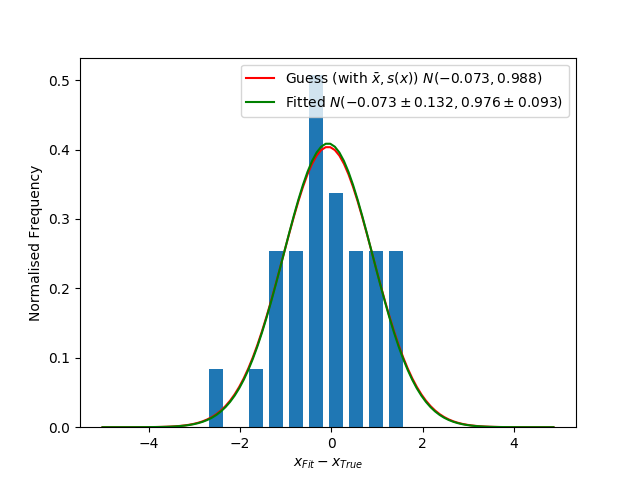 Guess (with x̄, s(x)) N(−0.073, 0.988)
Fitted N(−0.073 ± 0.132, 0.976 ± 0.093)
0.5
0.4
0.3
0.2
0.1
0.0
Normalised Frequency
−4 −2 0 2 4
x_Fit − x_True